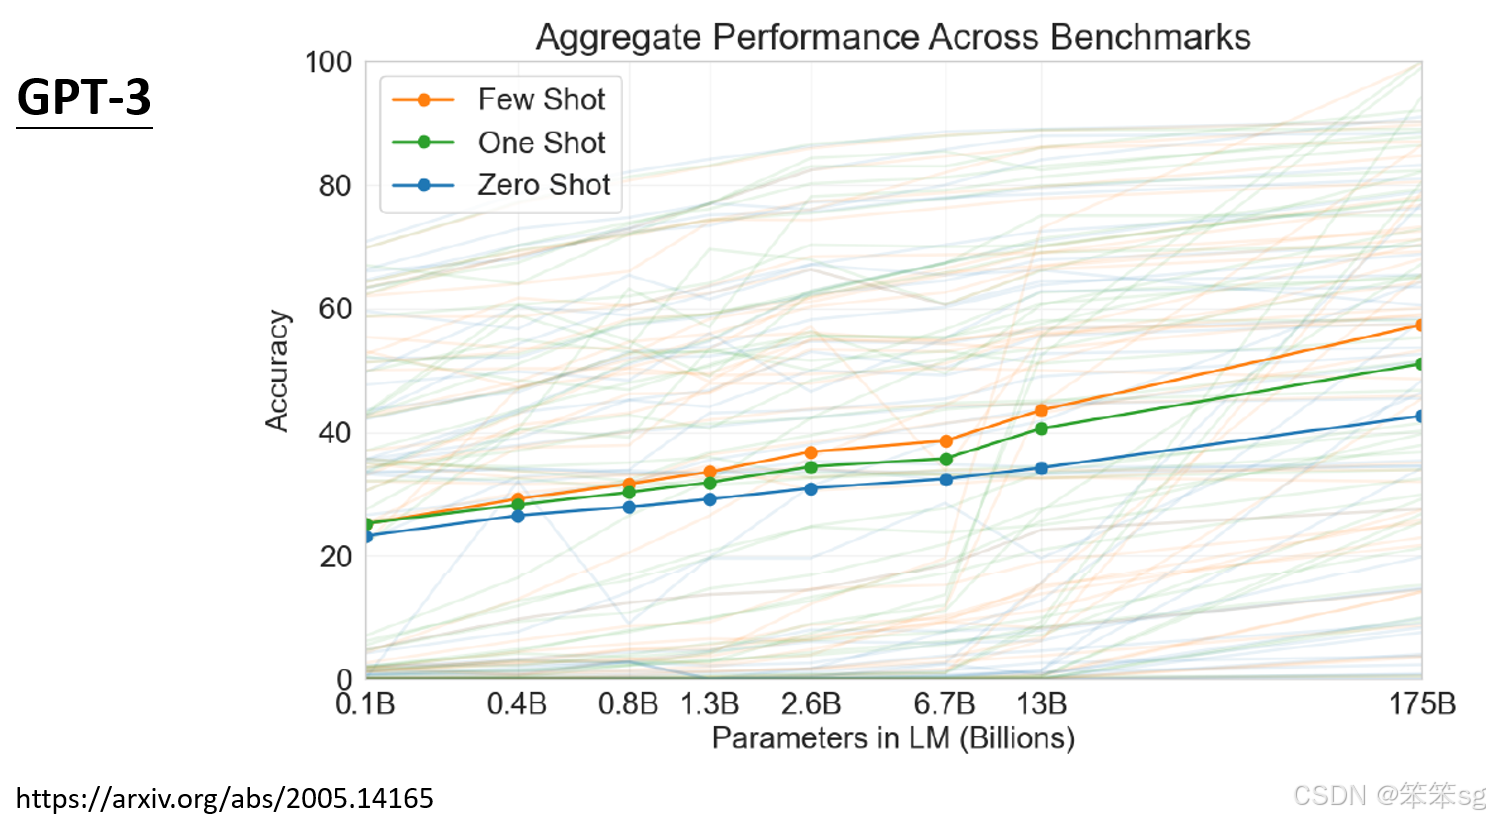 GPT-3
Aggregate Performance Across Benchmarks
Few Shot
One Shot
Zero Shot
100
80
60
40
20
0
Accuracy
0.1B 0.4B 0.8B 1.3B 2.6B 6.7B 13B 175B
Parameters in LM (Billions)
https://arxiv.org/abs/2005.14165
CSDN @笨笨sg